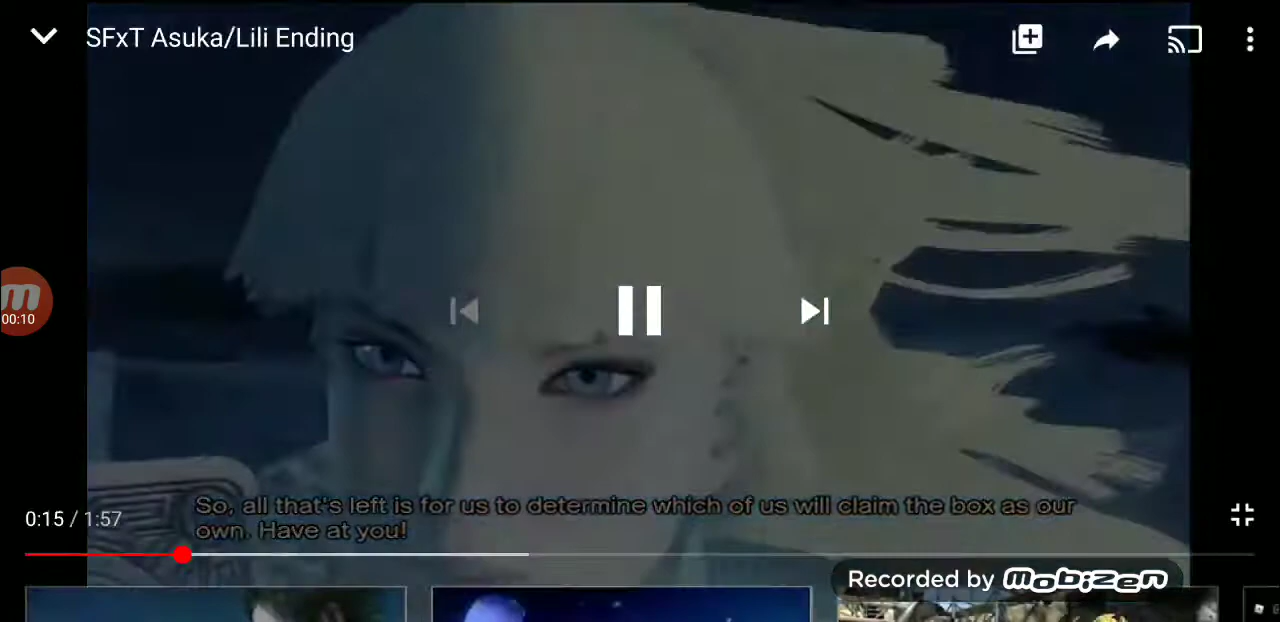 SFxT Asuka/Lili Ending
00:10
So, all that's left is for us to determine which of us will claim the box as our
own. Have at you!
0:15 / 1:57
Recorded by mobizen